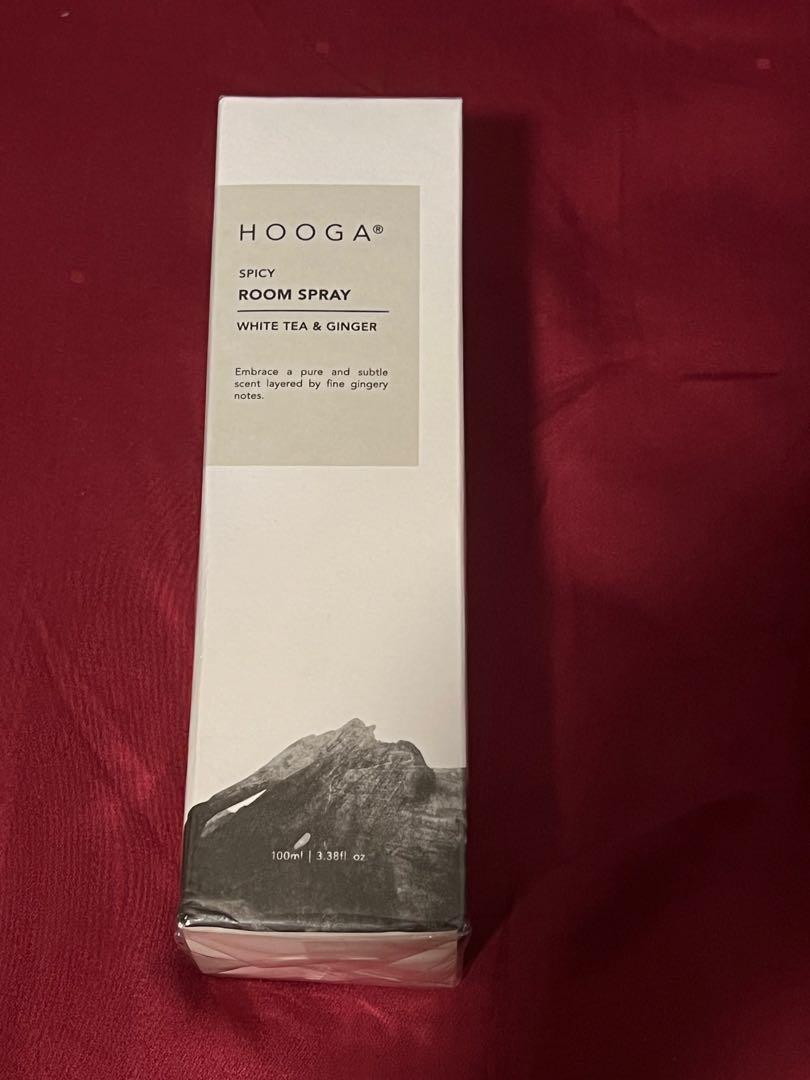 HOOGA®
SPICY
ROOM SPRAY
WHITE TEA & GINGER
Embrace a pure and subtle
scent layered by fine gingery
notes.
100ml | 3.38fl oz